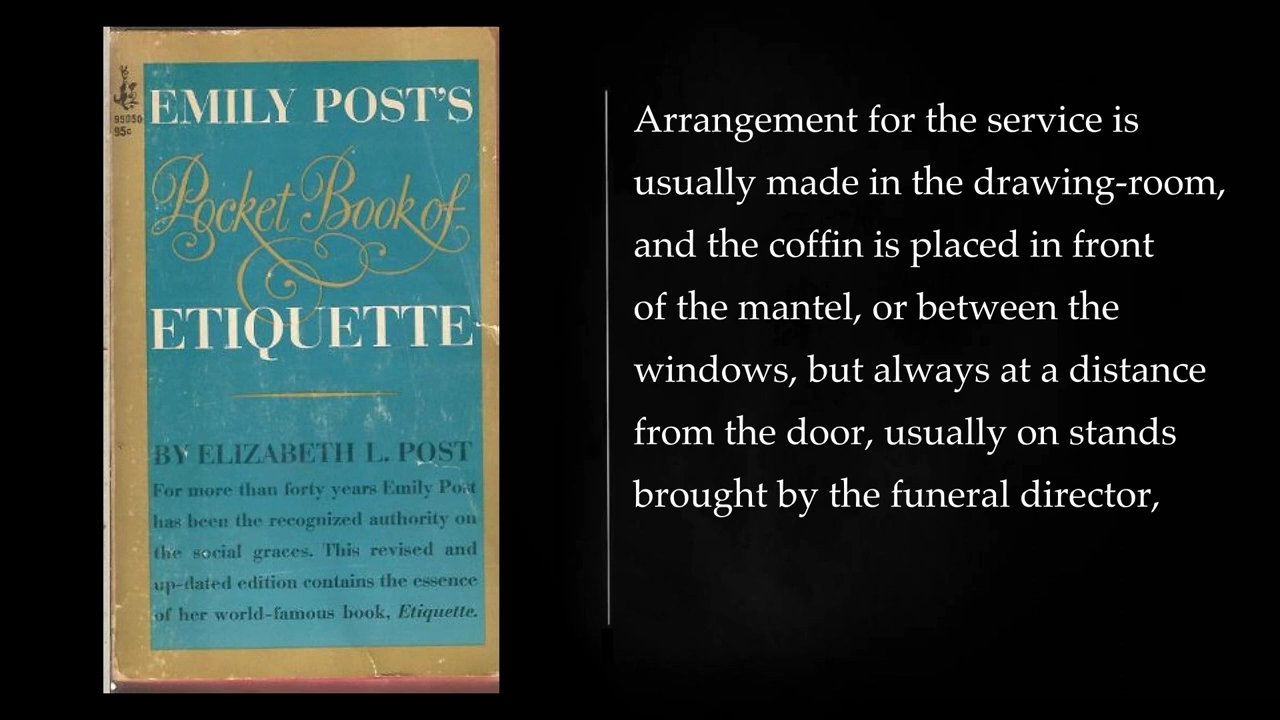 95050
95c
EMILY POST'S
Pocket Book of
ETIQUETTE
BY ELIZABETH L. POST
For more than forty years Emily Post
has been the recognized authority on
the social graces. This revised and
up-dated edition contains the essence
of her world-famous book, Etiquette.
Arrangement for the service is
usually made in the drawing-room,
and the coffin is placed in front
of the mantel, or between the
windows, but always at a distance
from the door, usually on stands
brought by the funeral director,